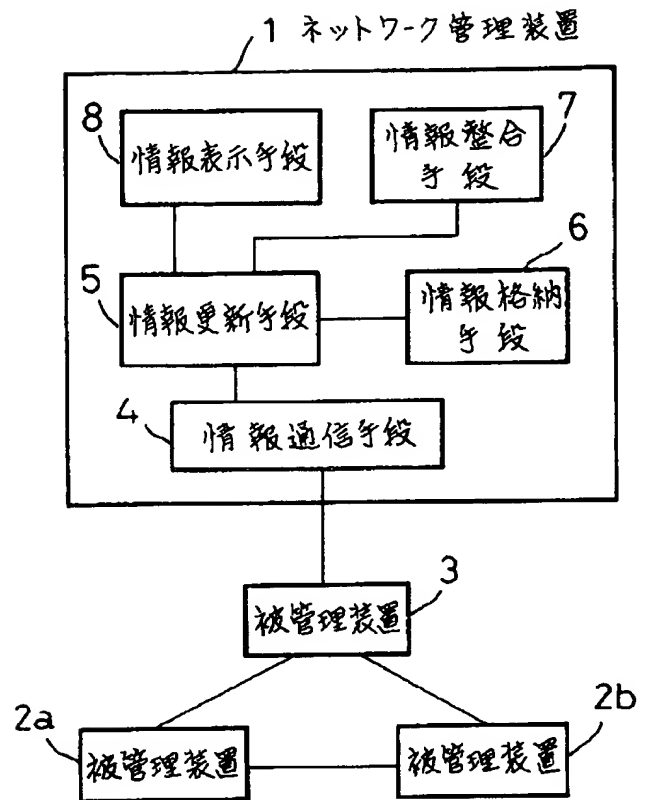 1 ネットワーク管理装置
8
情報表示手段
7
情報整合
手段
5
情報更新手段
6
情報格納
手段
4
情報通信手段
3
被管理装置
2a
被管理装置
2b
被管理装置